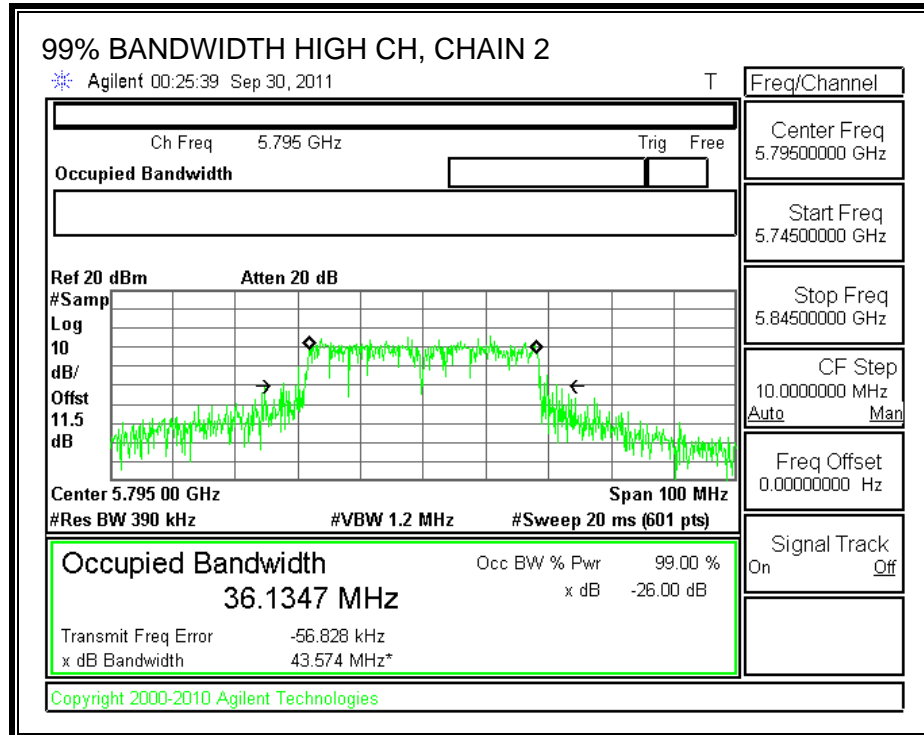 99% BANDWIDTH HIGH CH, CHAIN 2
Agilent 00:25:39 Sep 30, 2011 T
Ch Freq 5.795 GHz Trig Free
Occupied Bandwidth
Ref 20 dBm Atten 20 dB
#Samp
Log
10
dB/
Offst
11.5
dB
Center 5.795 00 GHz Span 100 MHz
#Res BW 390 kHz #VBW 1.2 MHz #Sweep 20 ms (601 pts)
Occupied Bandwidth Occ BW % Pwr 99.00 %
36.1347 MHz x dB -26.00 dB
Transmit Freq Error -56.828 kHz
x dB Bandwidth 43.574 MHz*
Copyright 2000-2010 Agilent Technologies
Freq/Channel
Center Freq
5.79500000 GHz
Start Freq
5.74500000 GHz
Stop Freq
5.84500000 GHz
CF Step
10.0000000 MHz
Auto Man
Freq Offset
0.00000000 Hz
Signal Track
On Off